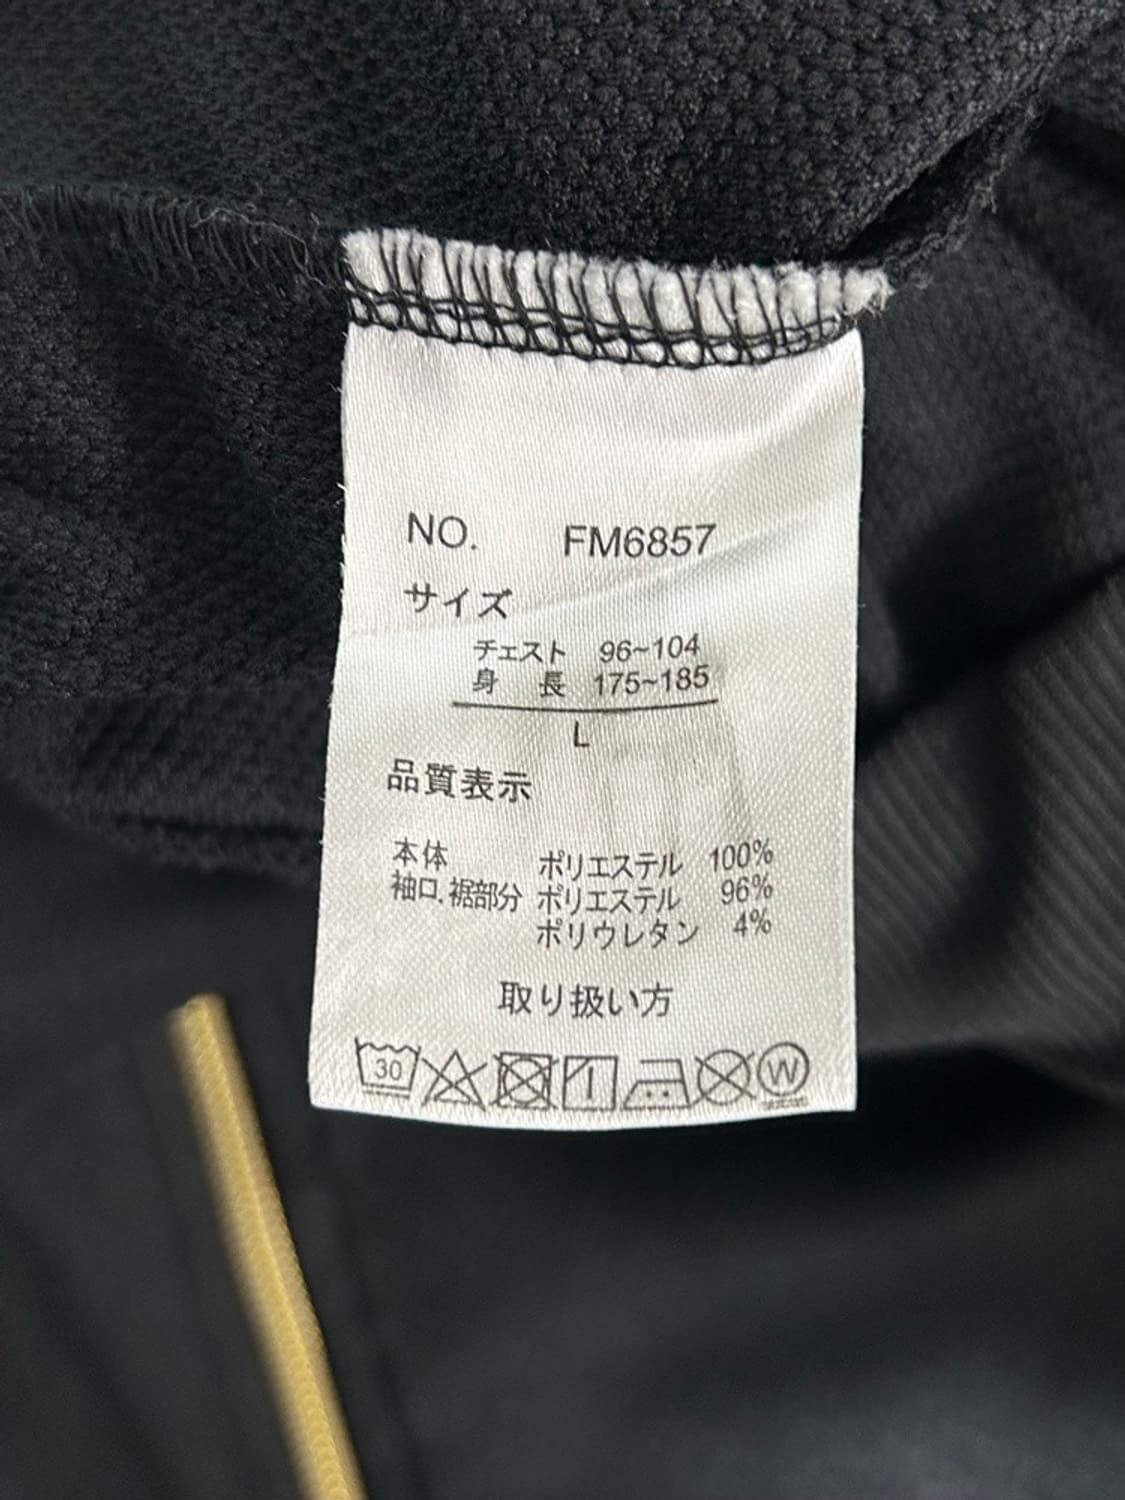 NO. FM6857
サイズ
チェスト 96~104
身 長 175~185
L
品質表示
本体 ポリエステル 100%
袖口.裾部分 ポリエステル 96%
ポリウレタン 4%
取り扱い方
30 W